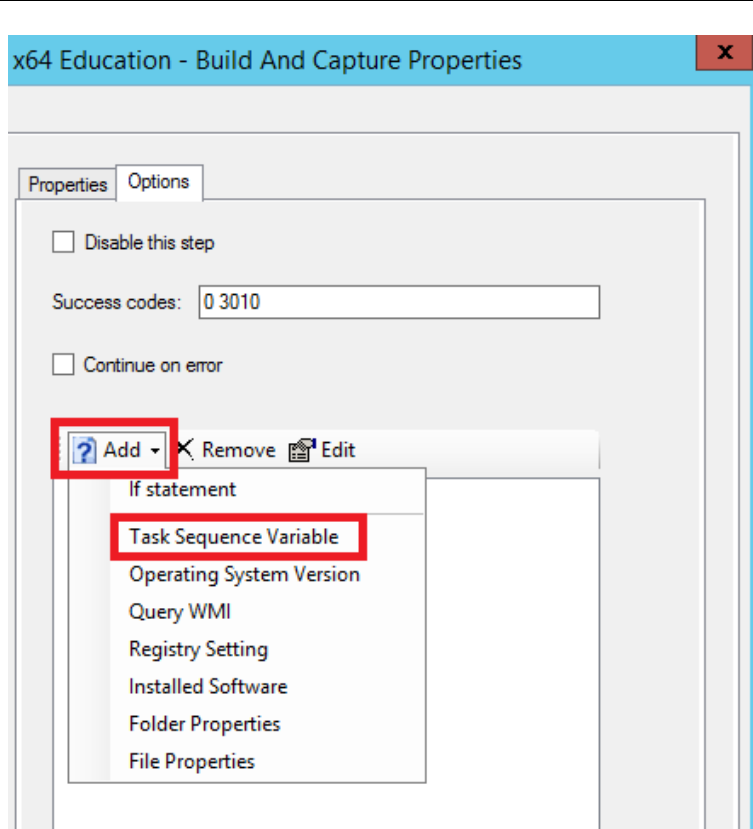 x64 Education - Build And Capture Properties
x
Properties Options
Disable this step
Success codes: 0 3010
Continue on error
Add Remove Edit
If statement
Task Sequence Variable
Operating System Version
Query WMI
Registry Setting
Installed Software
Folder Properties
File Properties